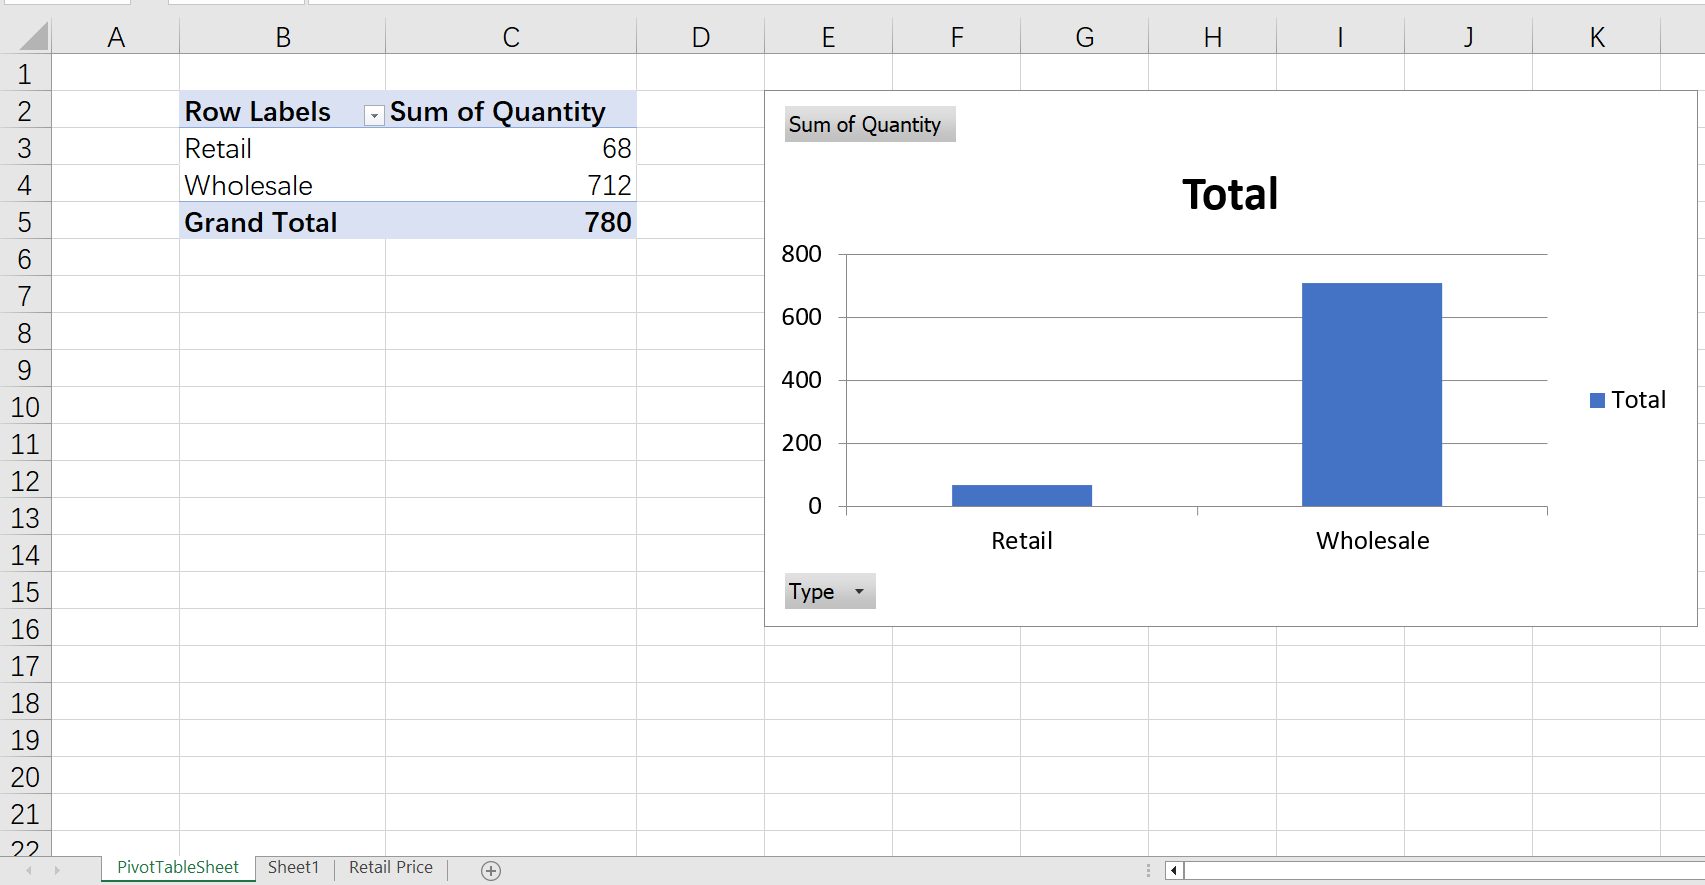 A B C D E F G H I J K
1
2 Row Labels Sum of Quantity
3 Retail 68
4 Wholesale 712
5 Grand Total 780
6
7
8
9
10
11
12
13
14
15
16
17
18
19
20
21
22
Sum of Quantity
Total
800
600
400
200
0
Retail Wholesale
Total
Type
PivotTableSheet Sheet1 Retail Price